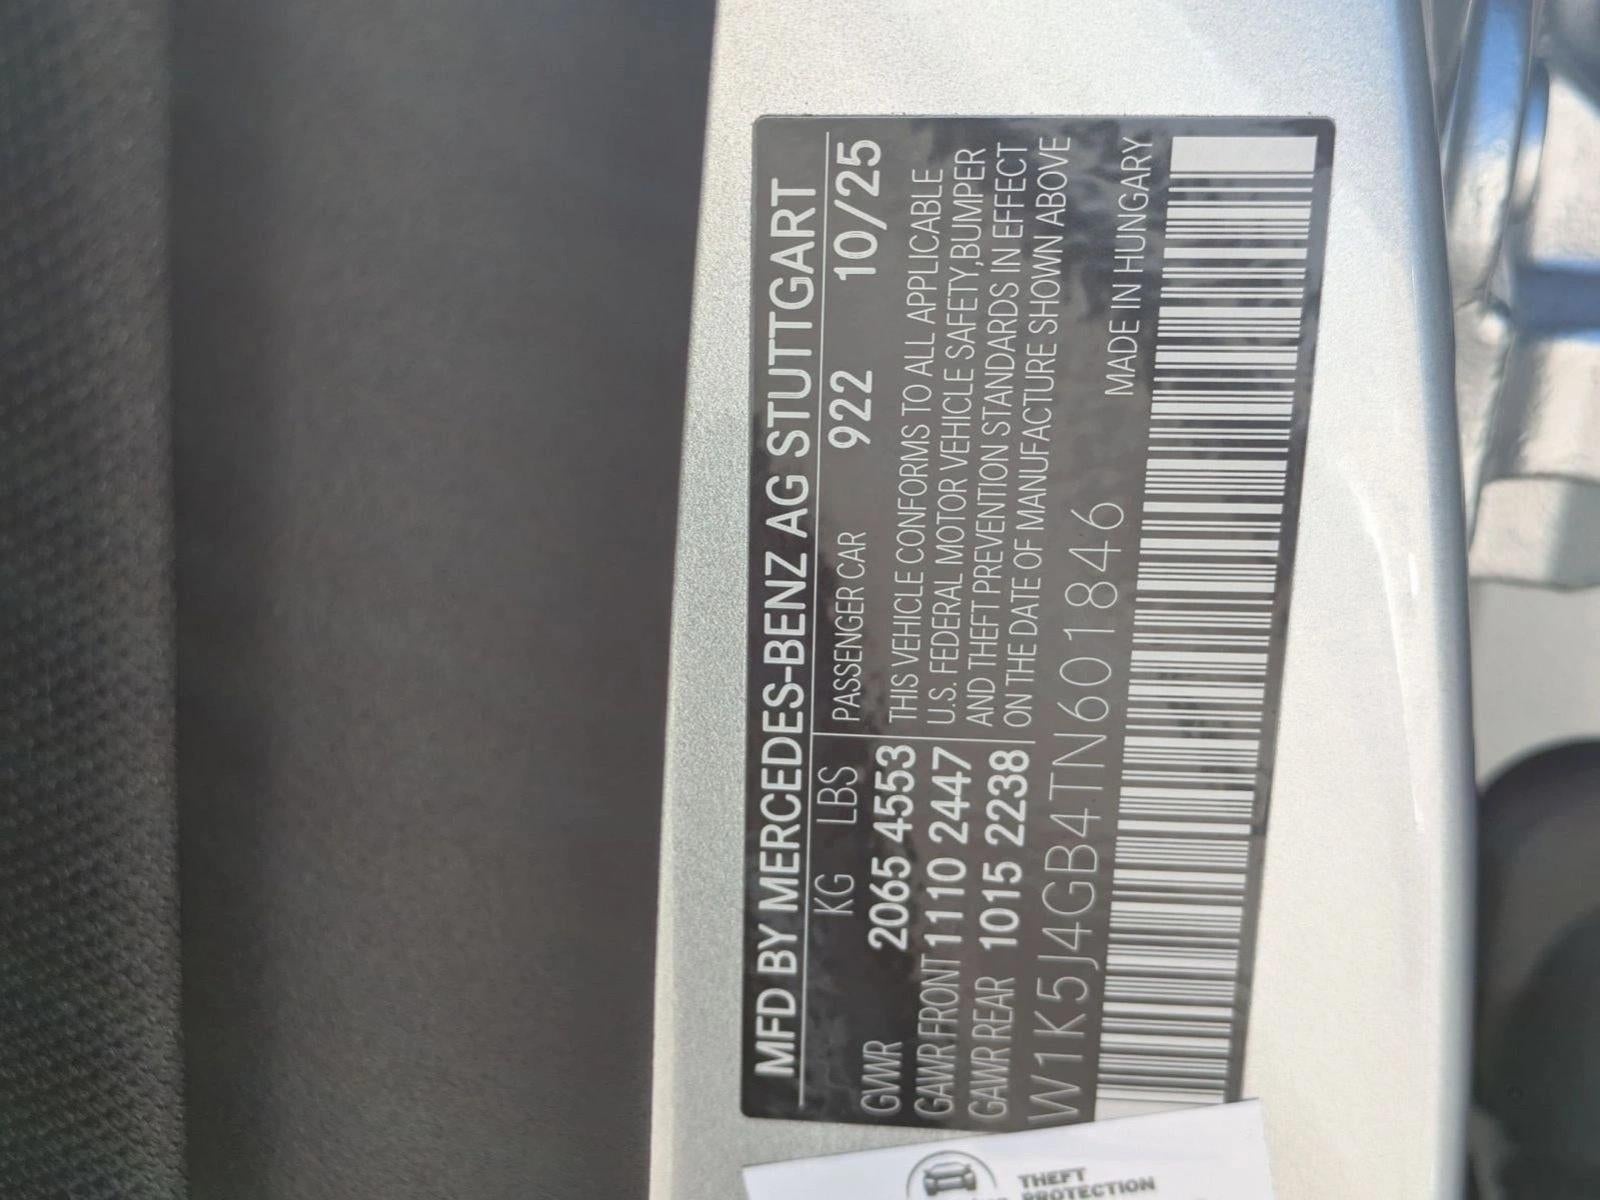 MFD BY MERCEDES-BENZ AG STUTTGART
KG LBS PASSENGER CAR 922 10/25
GVWR 2065 4553
GAWR FRONT 1110 2447
GAWR REAR 1015 2238
THIS VEHICLE CONFORMS TO ALL APPLICABLE
U.S. FEDERAL MOTOR VEHICLE SAFETY,BUMPER
AND THEFT PREVENTION STANDARDS IN EFFECT
ON THE DATE OF MANUFACTURE SHOWN ABOVE
MADE IN HUNGARY
W1K5J4GB4TN601846
THEFT
PROTECTION